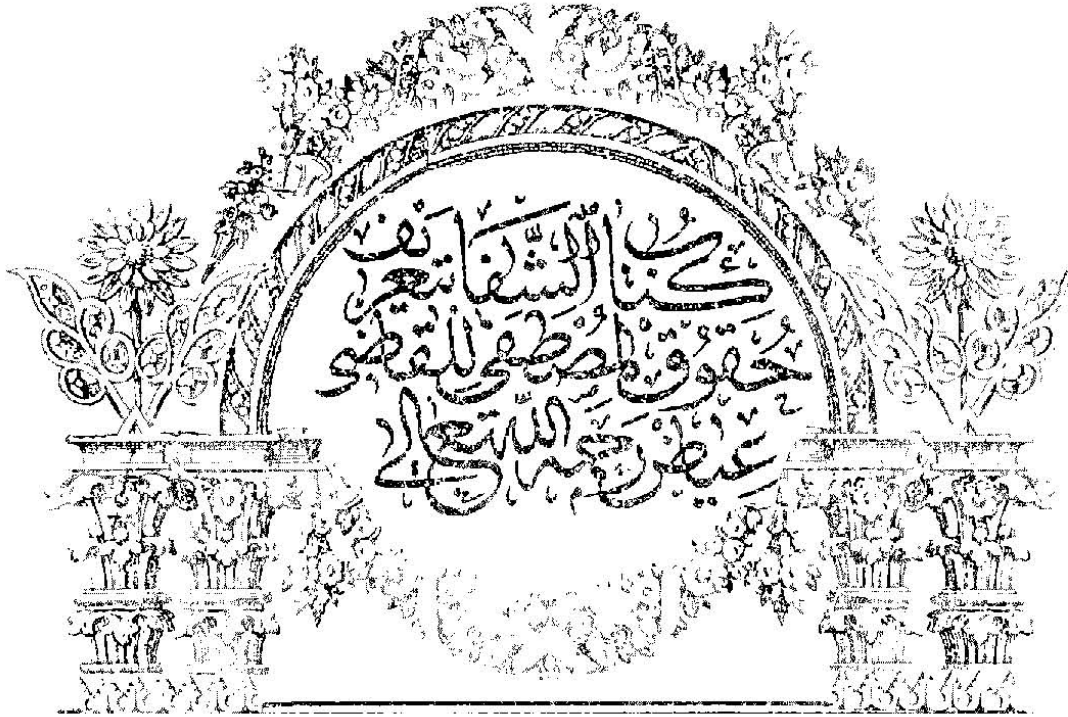 كتاب الشفا بتعريف
حقوق المصطفى للقاضي
عياض رحمه الله تعالى